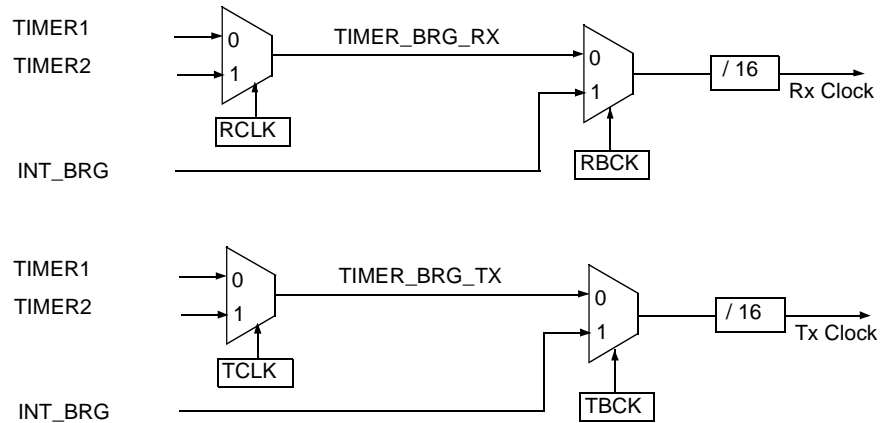 TIMER1
0
TIMER_BRG_RX
TIMER2
1
0
/ 16
1
Rx Clock
RCLK
RBCK
INT_BRG
TIMER1
0
TIMER_BRG_TX
TIMER2
1
0
/ 16
1
Tx Clock
TCLK
TBCK
INT_BRG